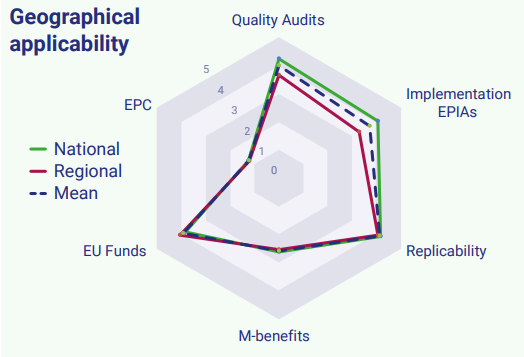 Geographical
applicability
Quality Audits
5
4
3
2
1
0
EPC
Implementation
EPIAs
National
Regional
Mean
EU Funds
Replicability
M-benefits